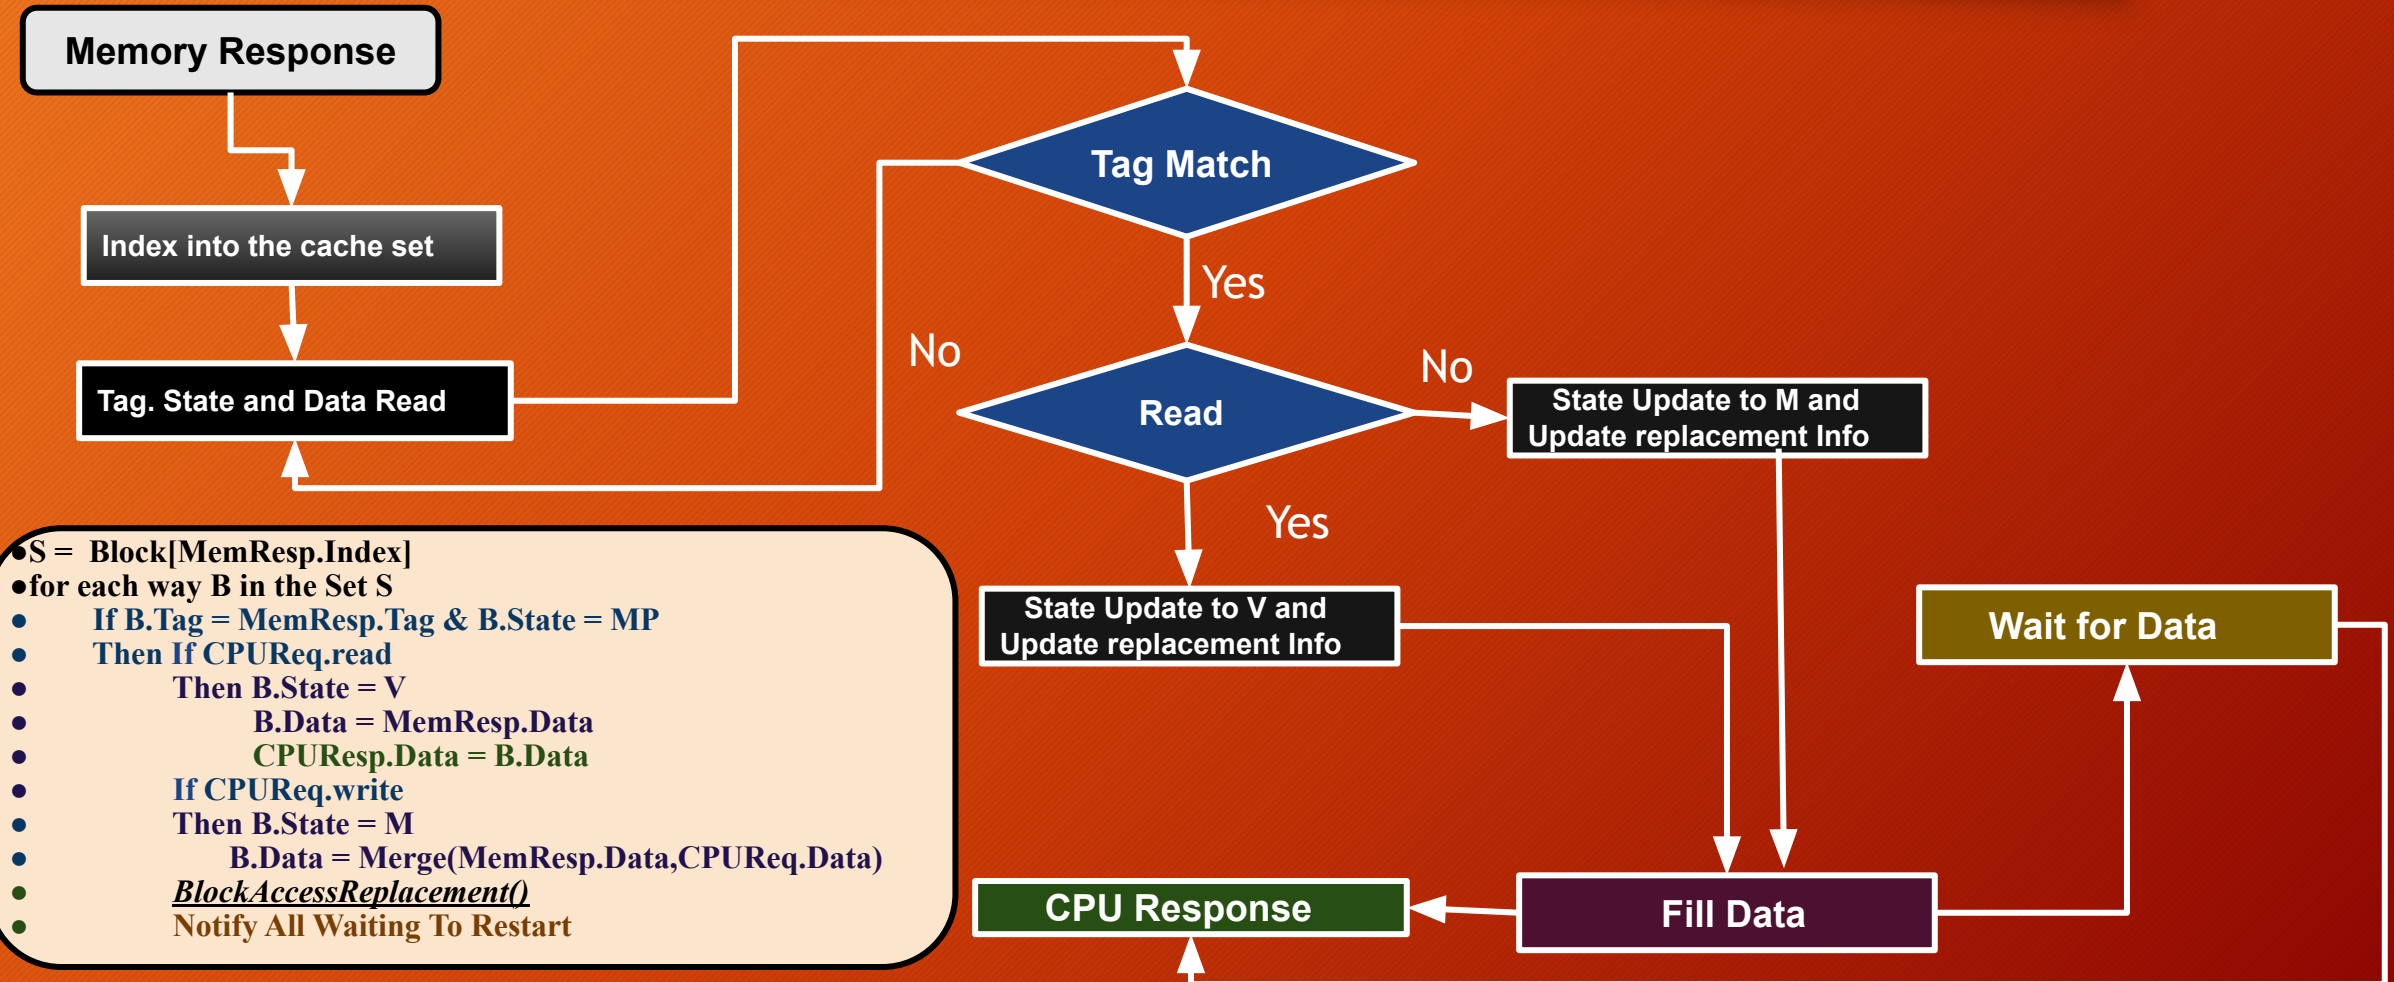 Memory Response
Index into the cache set
Tag. State and Data Read
Tag Match
Yes
No
Read
No
State Update to M and
Update replacement Info
Yes
State Update to V and
Update replacement Info
Wait for Data
Fill Data
CPU Response
●S = Block[MemResp.Index]
●for each way B in the Set S
● If B.Tag = MemResp.Tag & B.State = MP
● Then If CPUReq.read
● Then B.State = V
● B.Data = MemResp.Data
● CPUResp.Data = B.Data
● If CPUReq.write
● Then B.State = M
● B.Data = Merge(MemResp.Data,CPUReq.Data)
● BlockAccessReplacement()
● Notify All Waiting To Restart